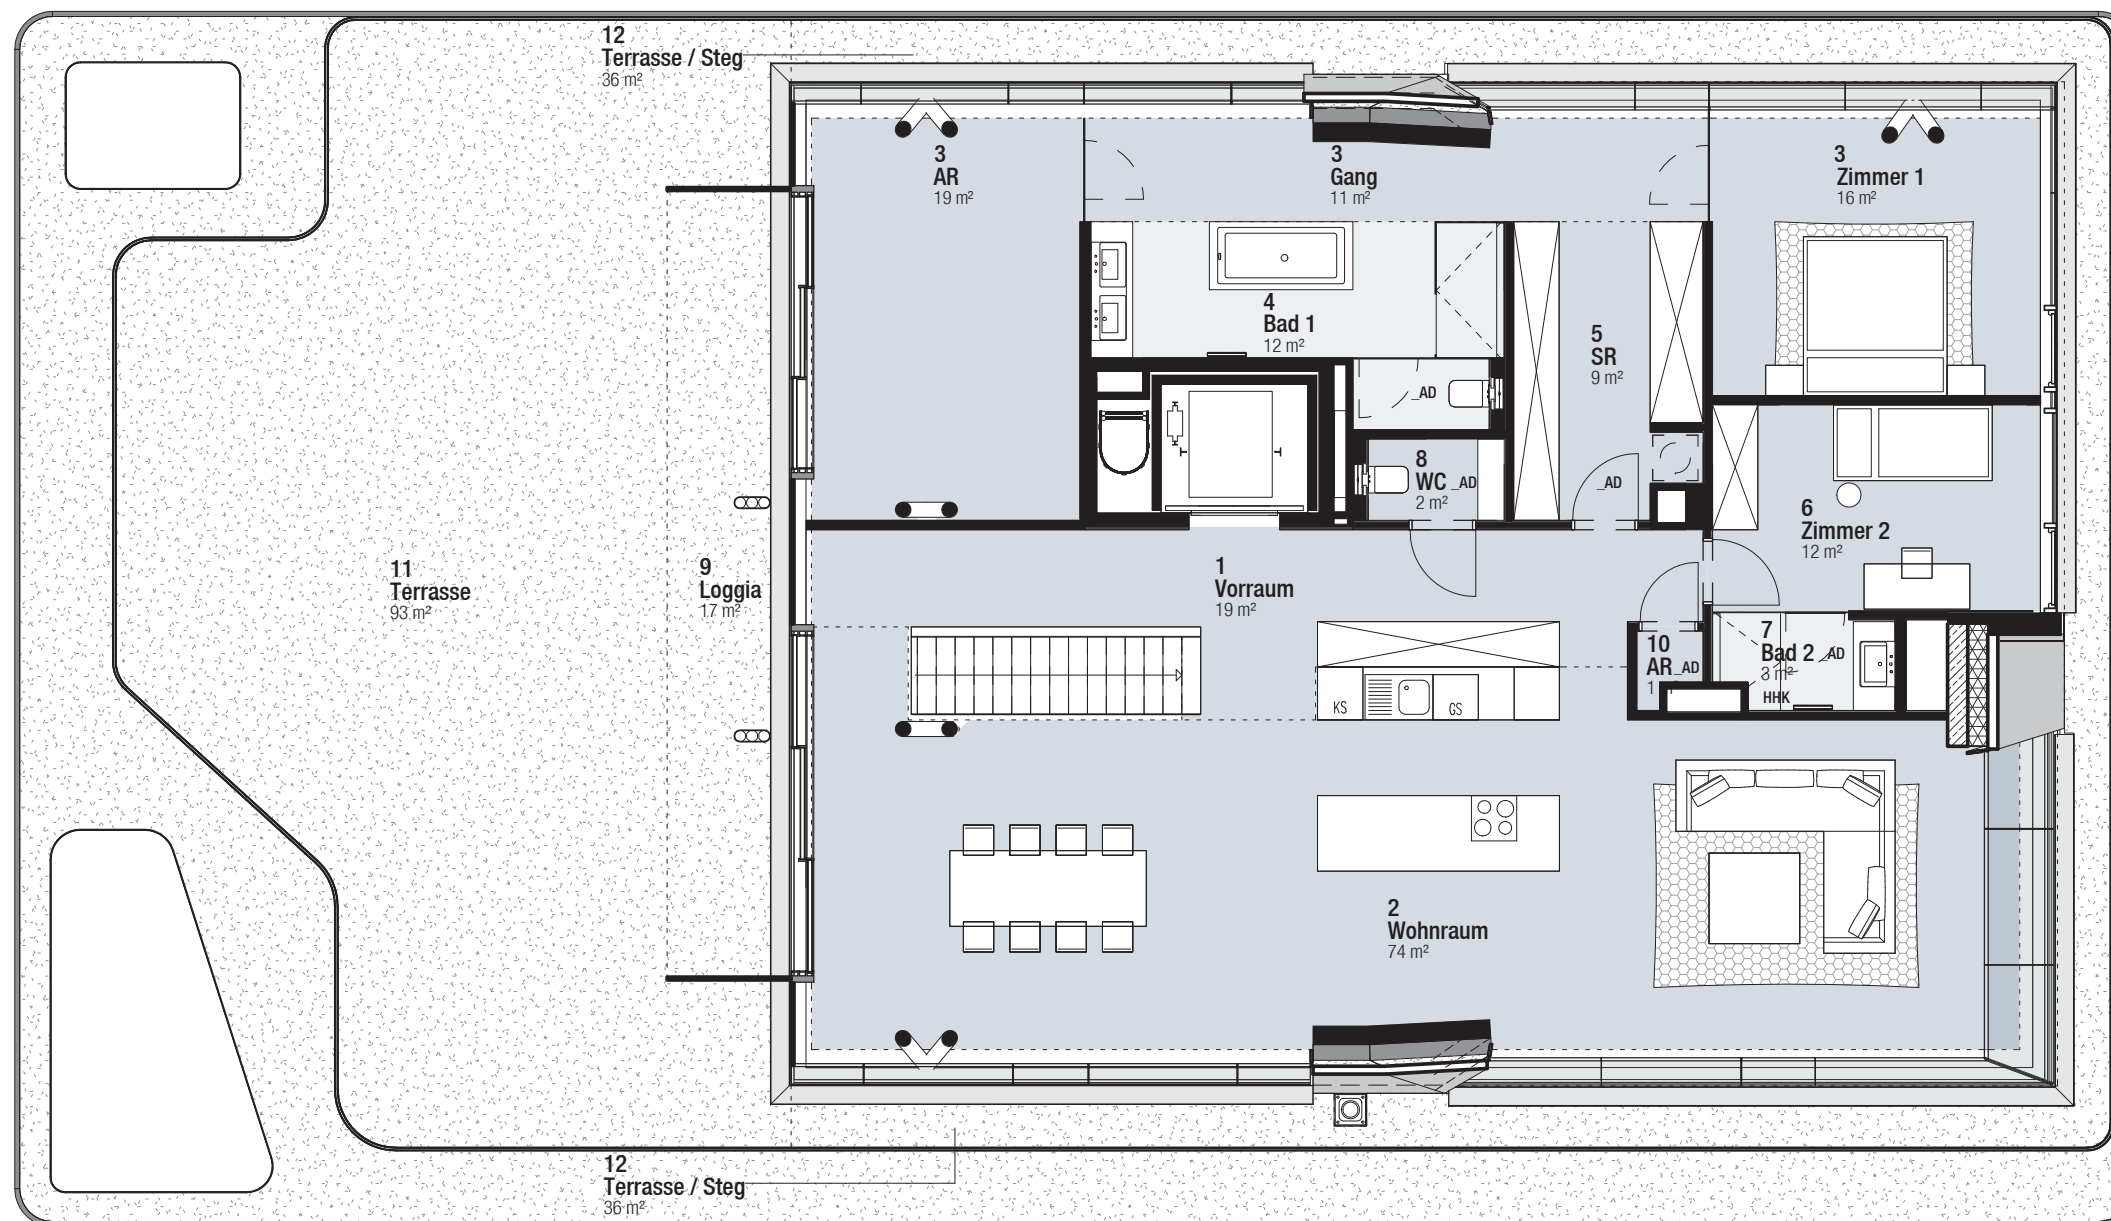 12
Terrasse / Steg
36 m²
3
AR
19 m²
3
Gang
11 m²
3
Zimmer 1
16 m²
4
Bad 1
12 m²
5
SR
9 m²
_AD
8
WC _AD
2 m²
_AD
6
Zimmer 2
12 m²
11
Terrasse
93 m²
9
Loggia
17 m²
1
Vorraum
19 m²
10
AR _AD
1
7
Bad 2 _AD
3 m²
HHK
KS
GS
2
Wohnraum
74 m²
12
Terrasse / Steg
36 m²